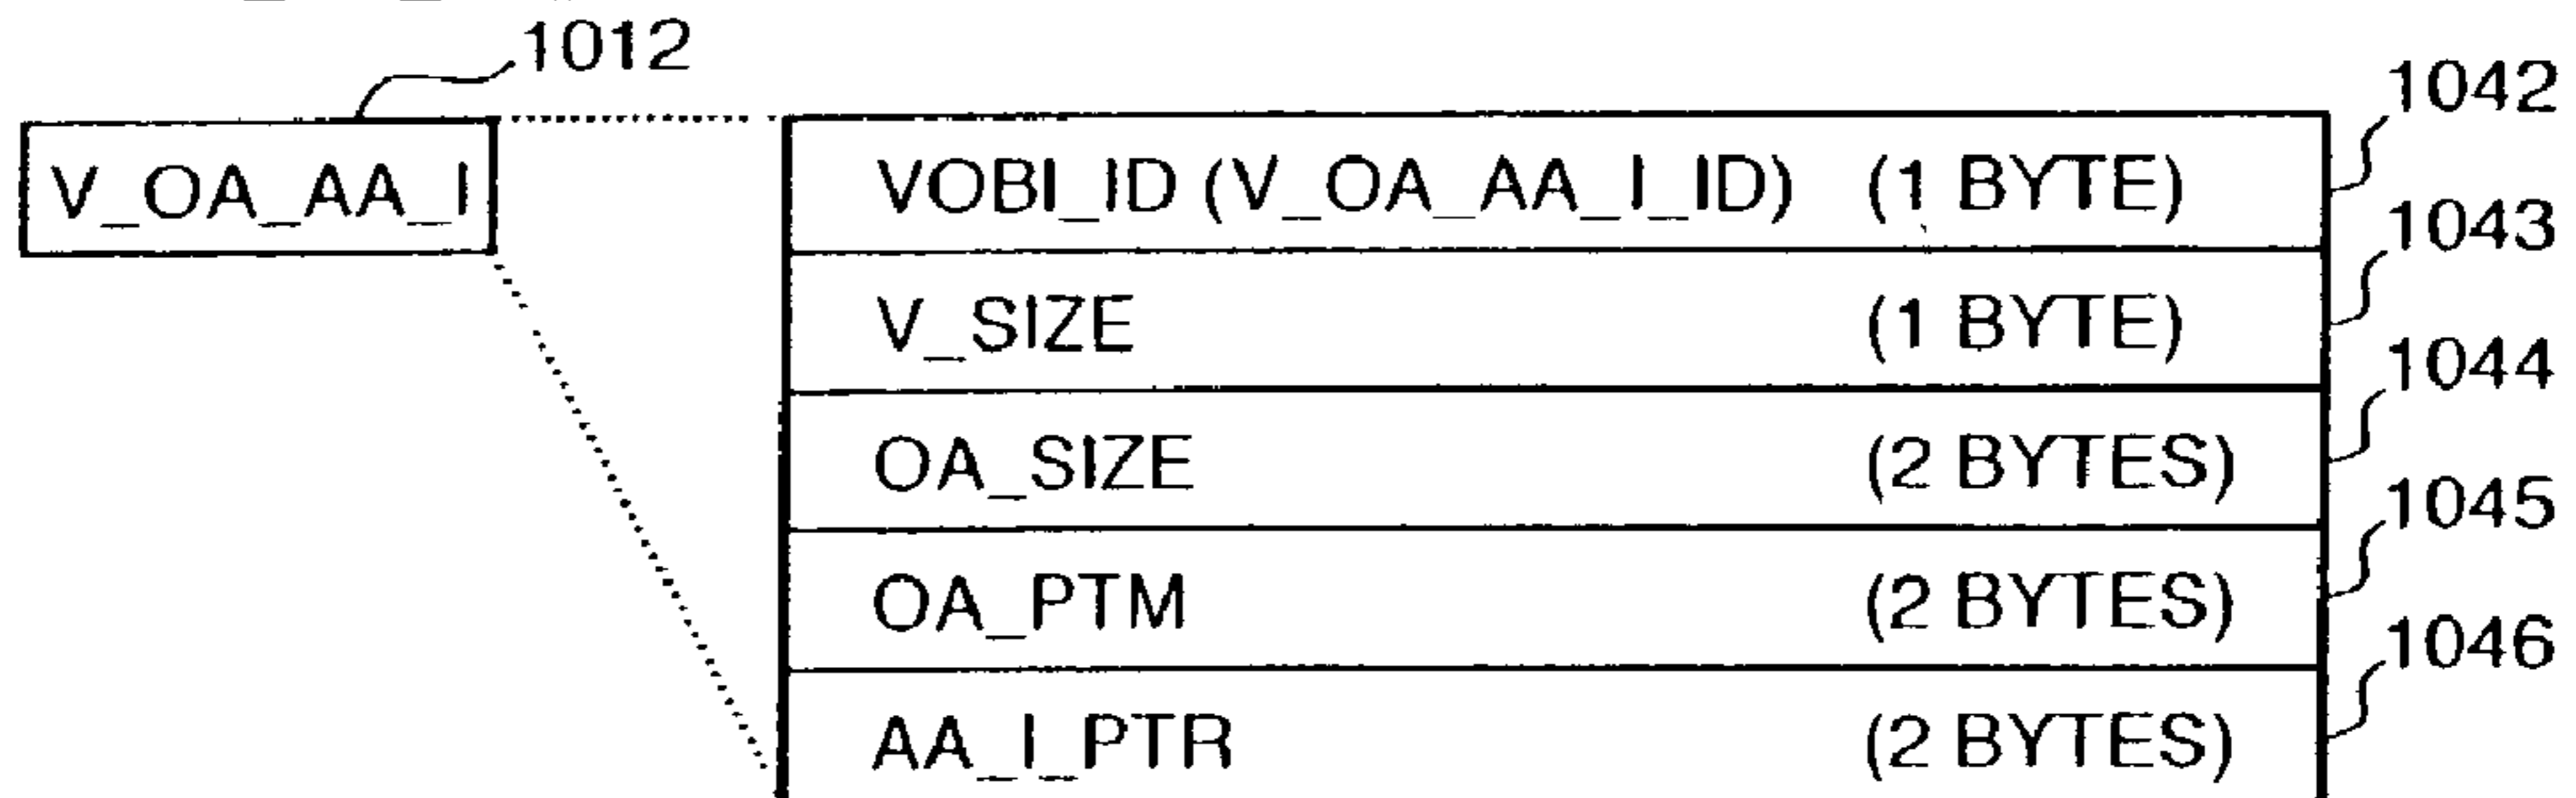 1012
V_OA_AA_I
VOBI_ID (V_OA_AA_I_ID) (1 BYTE) 1042
V_SIZE (1 BYTE) 1043
OA_SIZE (2 BYTES) 1044
OA_PTM (2 BYTES) 1045
AA_I_PTR (2 BYTES) 1046